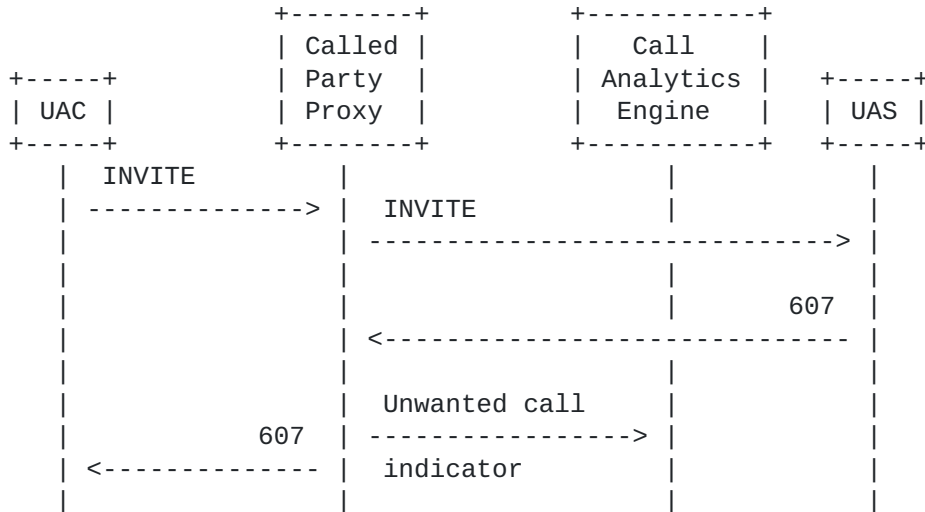 +--------+         +-----------+
| Called |         |   Call    |
+-----+          | Party  |         | Analytics |   +-----+
| UAC |          | Proxy  |         |  Engine   |   | UAS |
+-----+          +--------+         +-----------+   +-----+
|  INVITE         |                    |            |
| --------------> |  INVITE            |            |
|                 | ------------------------------> |
|                 |                    |            |
|                 |                    |       607  |
|                 | <------------------------------ |
|                 |                    |            |
|                 |  Unwanted call     |            |
|            607  | -----------------> |            |
| <-------------- |  indicator         |            |
|                 |                    |            |